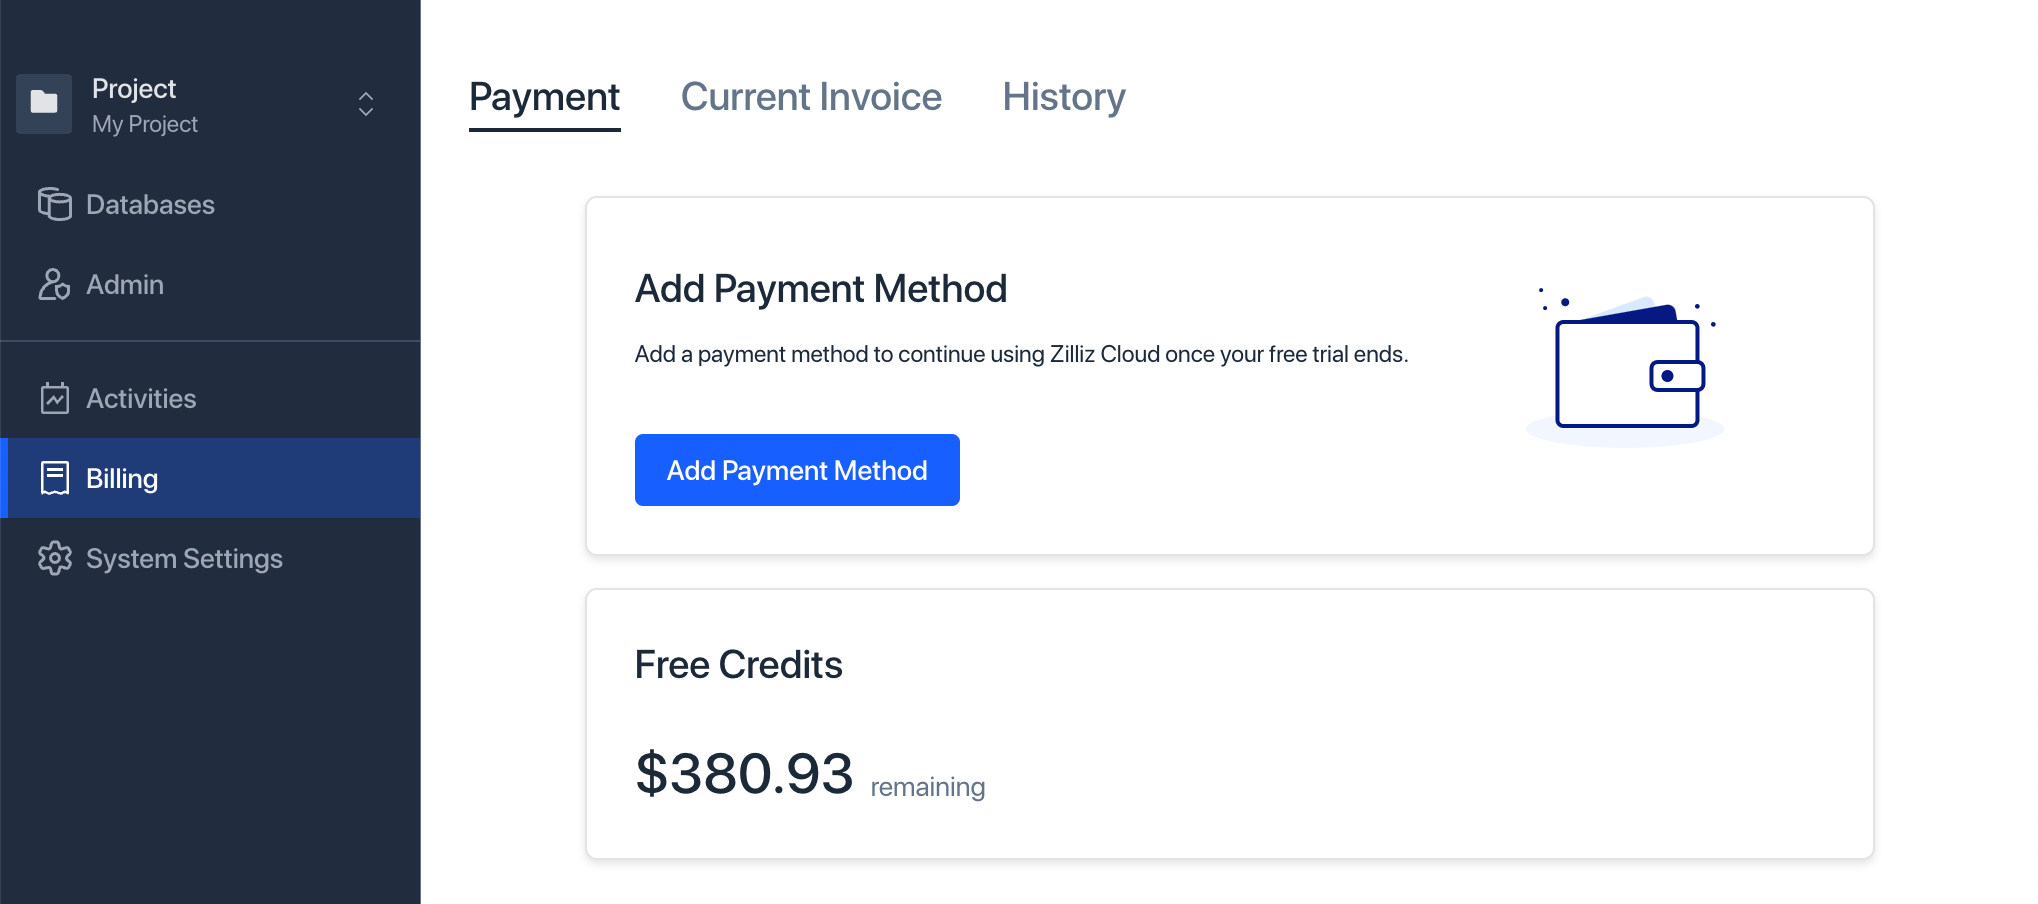 Project
My Project
Databases
Admin
Activities
Billing
System Settings
Payment Current Invoice History
Add Payment Method
Add a payment method to continue using Zilliz Cloud once your free trial ends.
Add Payment Method
Free Credits
$380.93 remaining